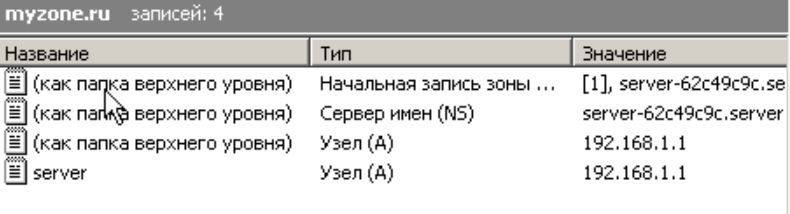 myzone.ru записей: 4
Название Тип Значение
(как папка верхнего уровня) Начальная запись зоны ... [1], server-62c49c9c.se
(как папка верхнего уровня) Сервер имен (NS) server-62c49c9c.server
(как папка верхнего уровня) Узел (A) 192.168.1.1
server Узел (A) 192.168.1.1